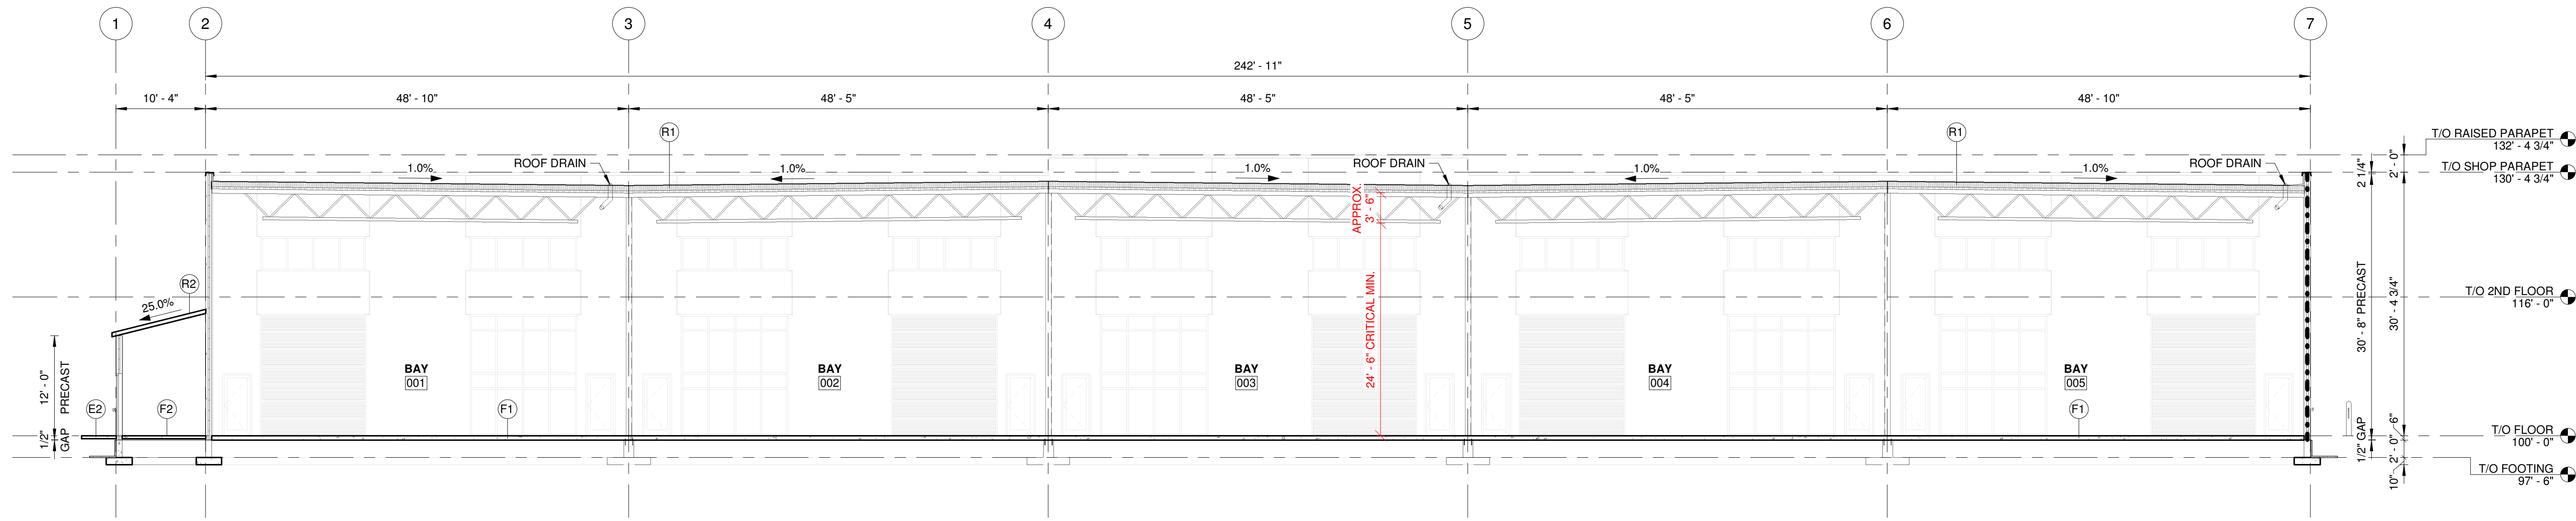 1 2 3 4 5 6 7
242' - 11"
10' - 4" 48' - 10" 48' - 5" 48' - 5" 48' - 5" 48' - 10"
R1 R1
T/O RAISED PARAPET
132' - 4 3/4"
ROOF DRAIN ROOF DRAIN ROOF DRAIN
1.0% 1.0% 1.0% 1.0% 1.0%
2 1/4"
2' - 0"
T/O SHOP PARAPET
130' - 4 3/4"
APPROX.
3' - 6"
R2
25.0%
24' - 6" CRITICAL MIN.
30' - 8" PRECAST
30' - 4 3/4"
T/O 2ND FLOOR
116' - 0"
12' - 0"
PRECAST
BAY
001
BAY
002
BAY
003
BAY
004
BAY
005
E2 F2 F1 F1
1/2"
GAP
1/2" GAP
6"
2' - 0"
10"
T/O FLOOR
100' - 0"
T/O FOOTING
97' - 6"